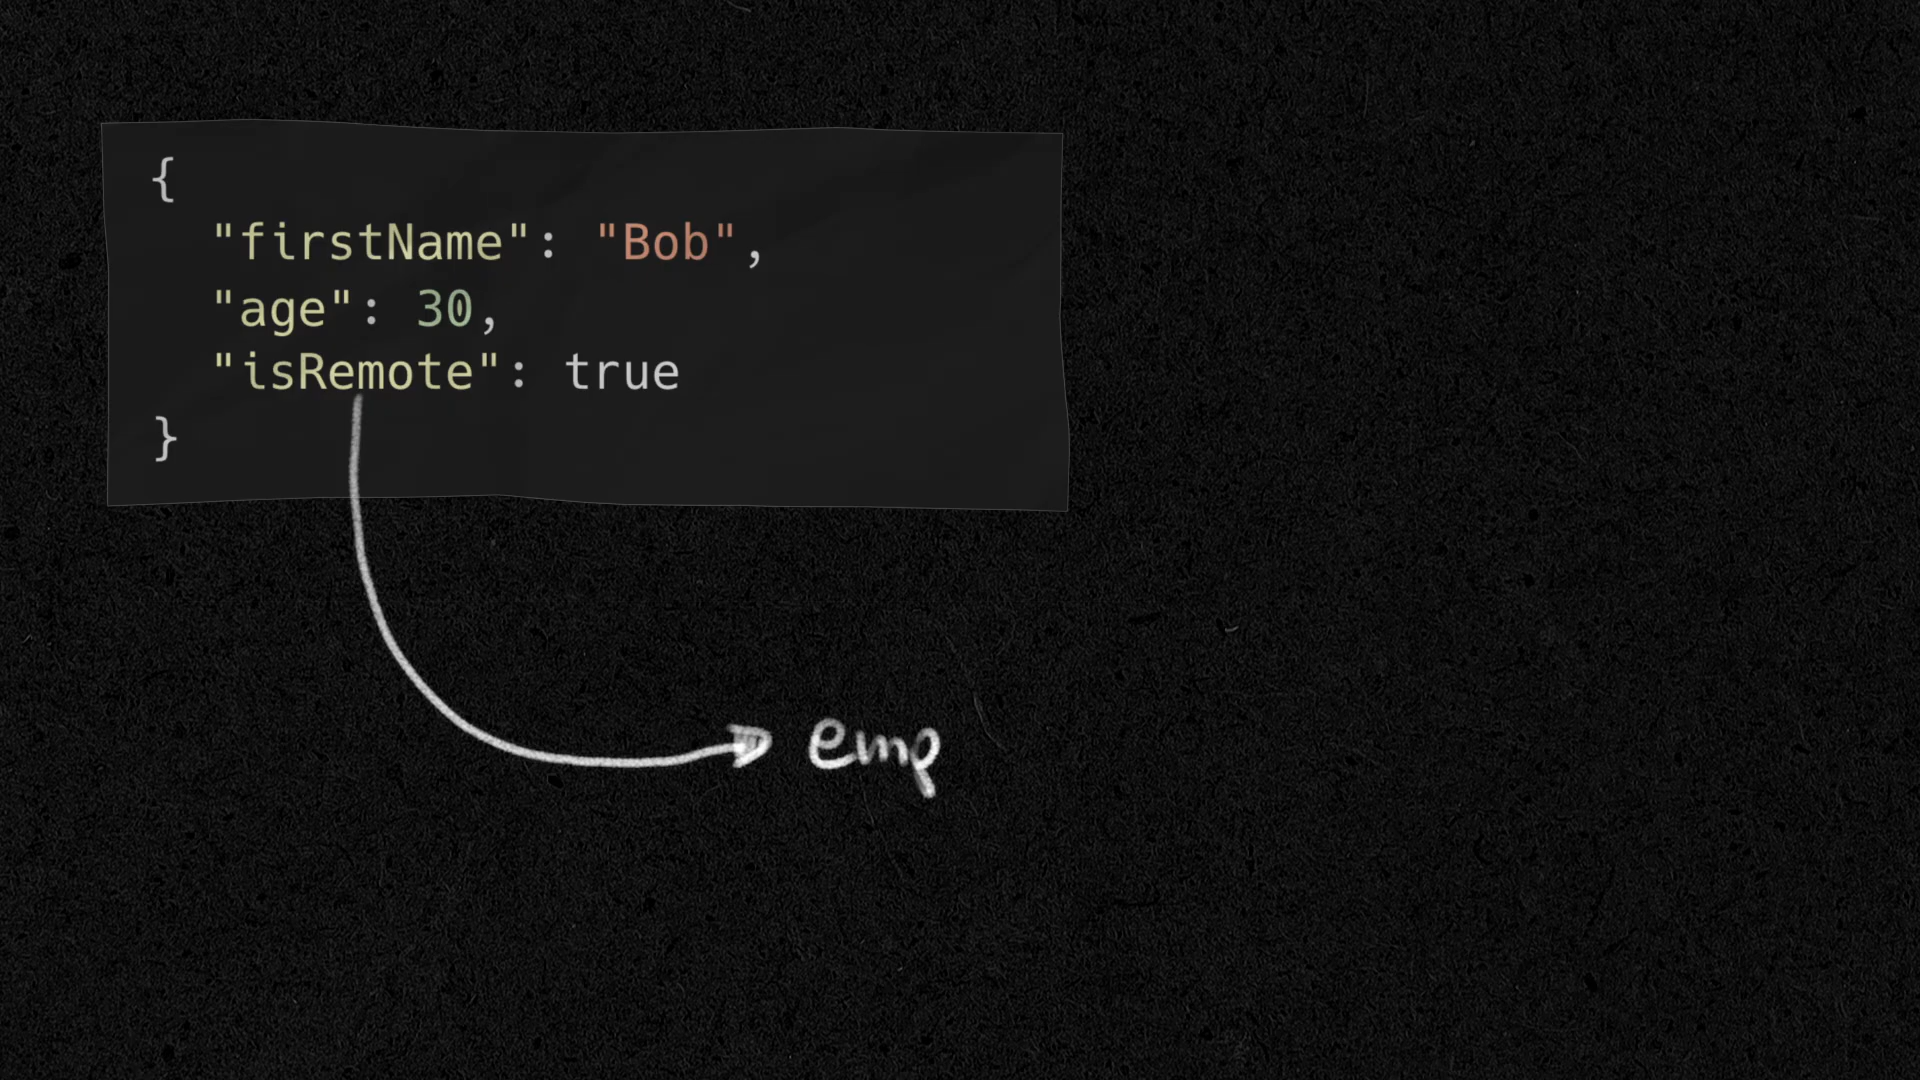 {
"firstName": "Bob",
"age": 30,
"isRemote": true
}
emp